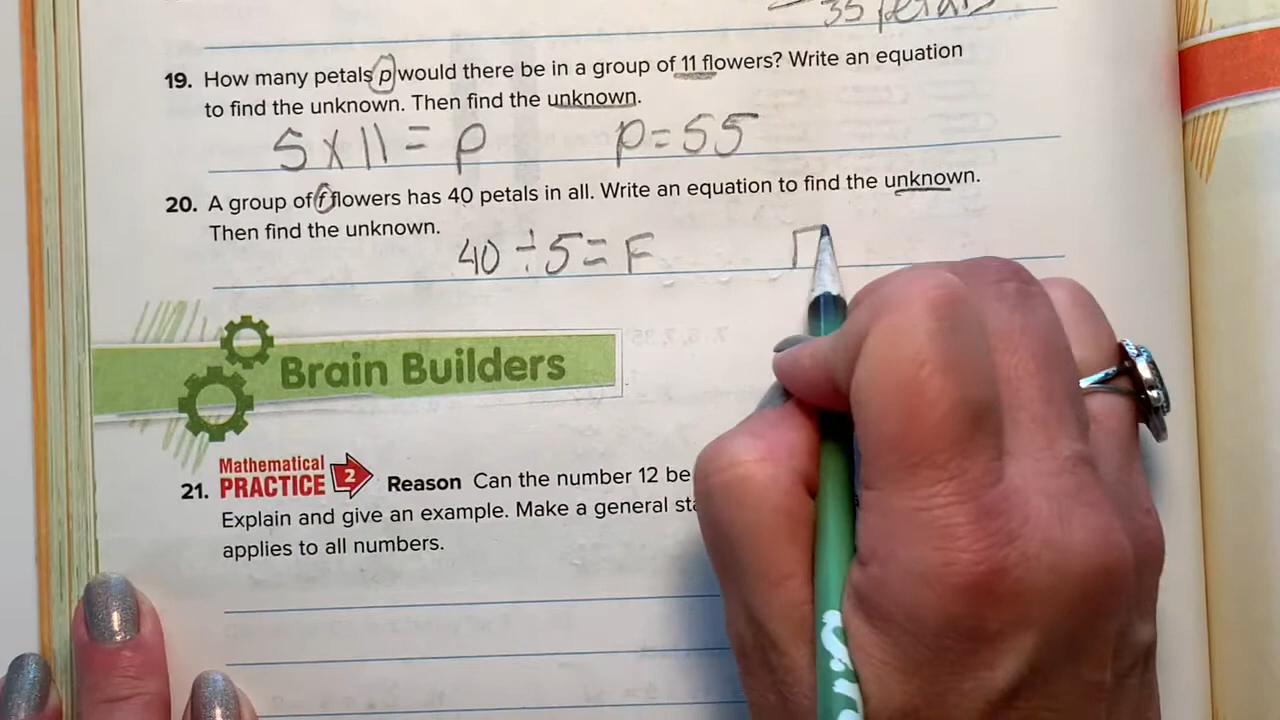 35 petals
19. How many petals p would there be in a group of 11 flowers? Write an equation
to find the unknown. Then find the unknown.
5 x 11 = p p = 55
20. A group of f flowers has 40 petals in all. Write an equation to find the unknown.
Then find the unknown.
40 ÷ 5 = F
Brain Builders
21. Mathematical PRACTICE 2 Reason Can the number 12 be
Explain and give an example. Make a general
applies to all numbers.